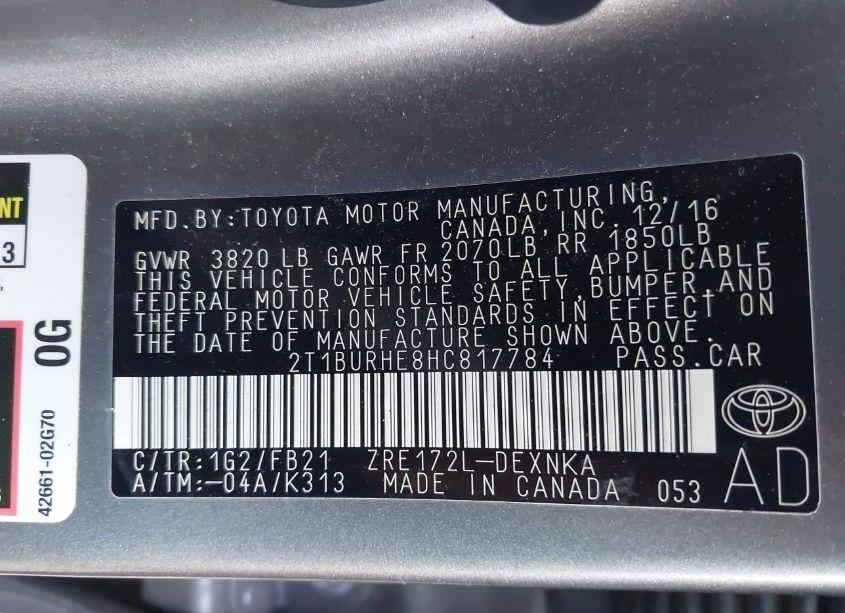 NT
3
0G
42661-02G70
MFD.BY:TOYOTA MOTOR MANUFACTURING,
CANADA,INC. 12/16
GVWR 3820 LB GAWR FR 2070LB RR 1850LB
THIS VEHICLE CONFORMS TO ALL APPLICABLE
FEDERAL MOTOR VEHICLE SAFETY,BUMPER,AND
THEFT PREVENTION STANDARDS IN EFFECT ON
THE DATE OF MANUFACTURE SHOWN ABOVE.
2T1BURHE8HC817784 PASS.CAR
C/TR:1G2/FB21 ZRE172L-DEXNKA
A/TM:-04A/K313 MADE IN CANADA 053
AD